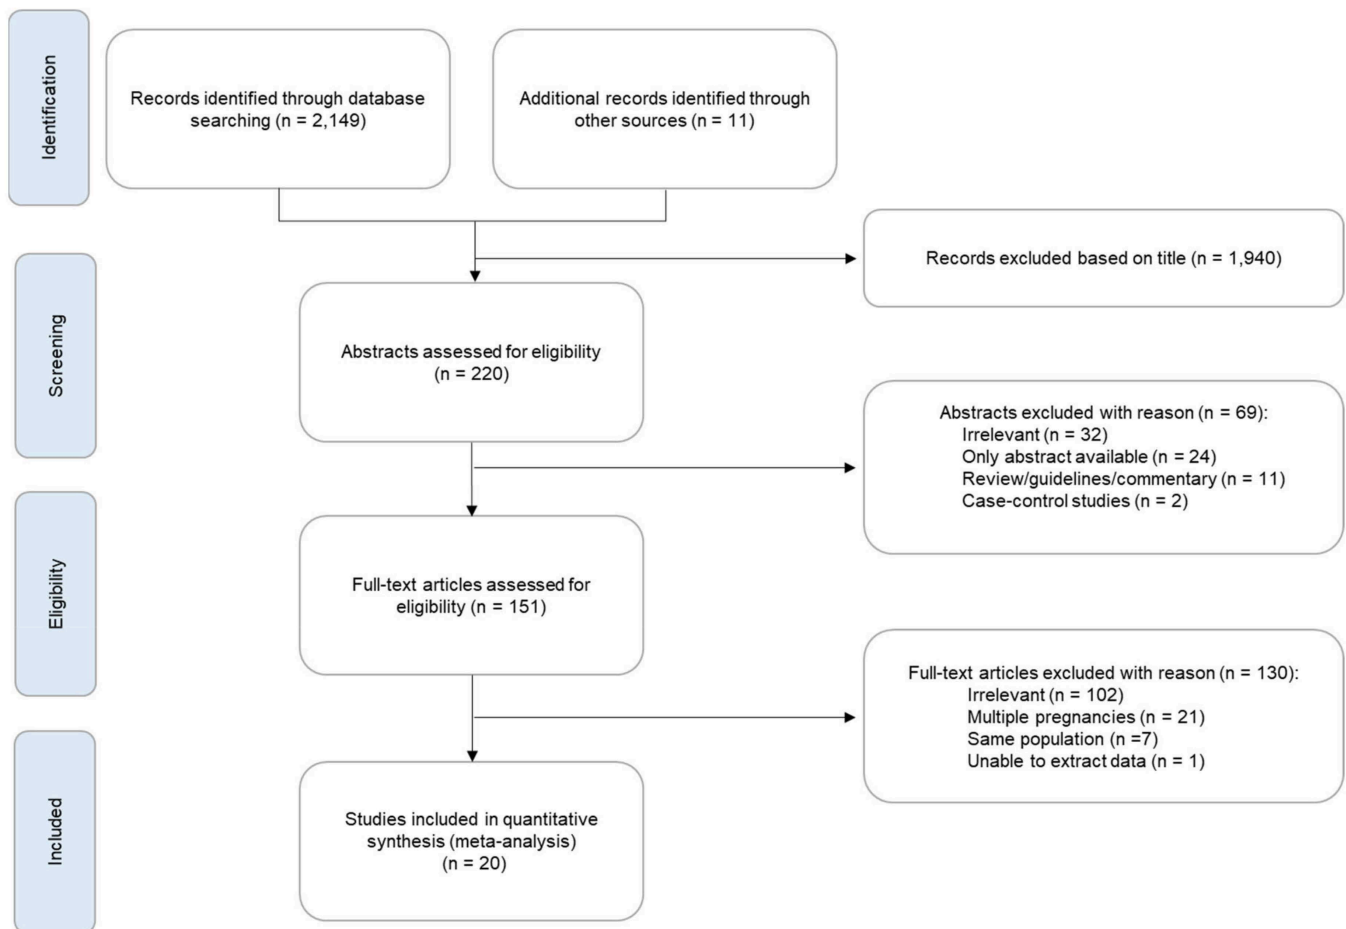 Identification
Records identified through database
searching (n = 2,149)
Additional records identified through
other sources (n = 11)
Records excluded based on title (n = 1,940)
Screening
Abstracts assessed for eligibility
(n = 220)
Abstracts excluded with reason (n = 69):
Irrelevant (n = 32)
Only abstract available (n = 24)
Review/guidelines/commentary (n = 11)
Case-control studies (n = 2)
Eligibility
Full-text articles assessed for
eligibility (n = 151)
Full-text articles excluded with reason (n = 130):
Irrelevant (n = 102)
Multiple pregnancies (n = 21)
Same population (n =7)
Unable to extract data (n = 1)
Included
Studies included in quantitative
synthesis (meta-analysis)
(n = 20)